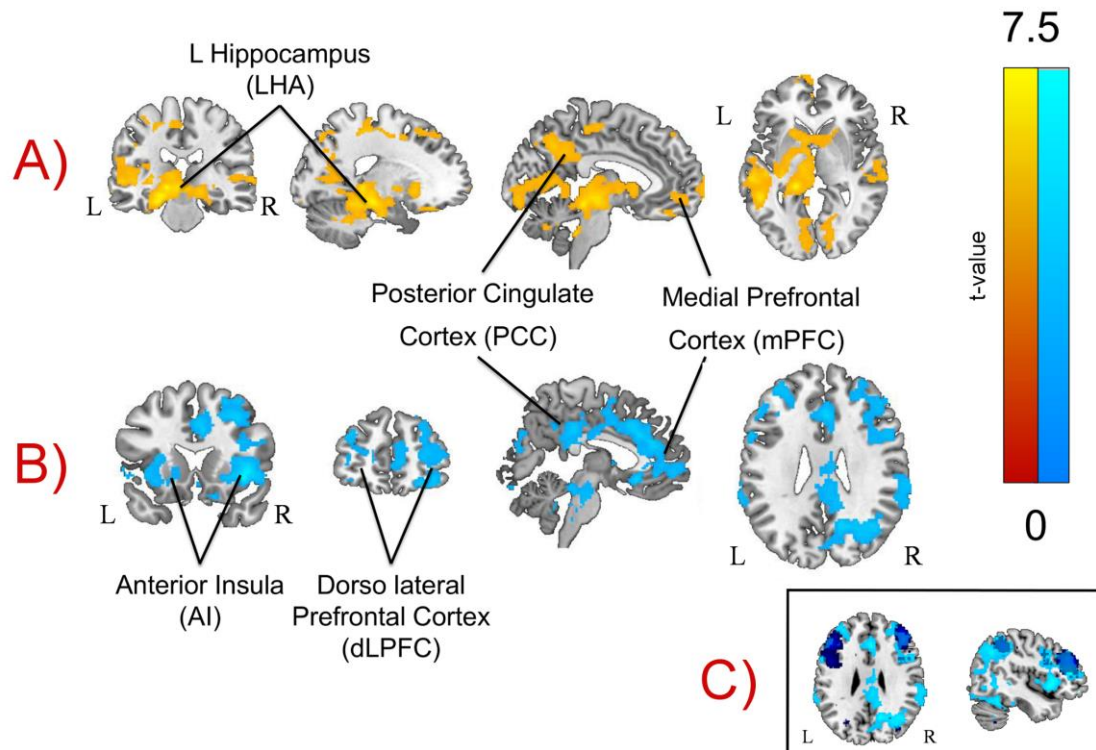 7.5
L Hippocampus
(LHA)
L
R
A)
L
R
t-value
Posterior Cingulate
Cortex (PCC)
Medial Prefrontal
Cortex (mPFC)
B)
L
R
L
R
0
Anterior Insula
(AI)
Dorso lateral
Prefrontal Cortex
(dLPFC)
C)
L
R